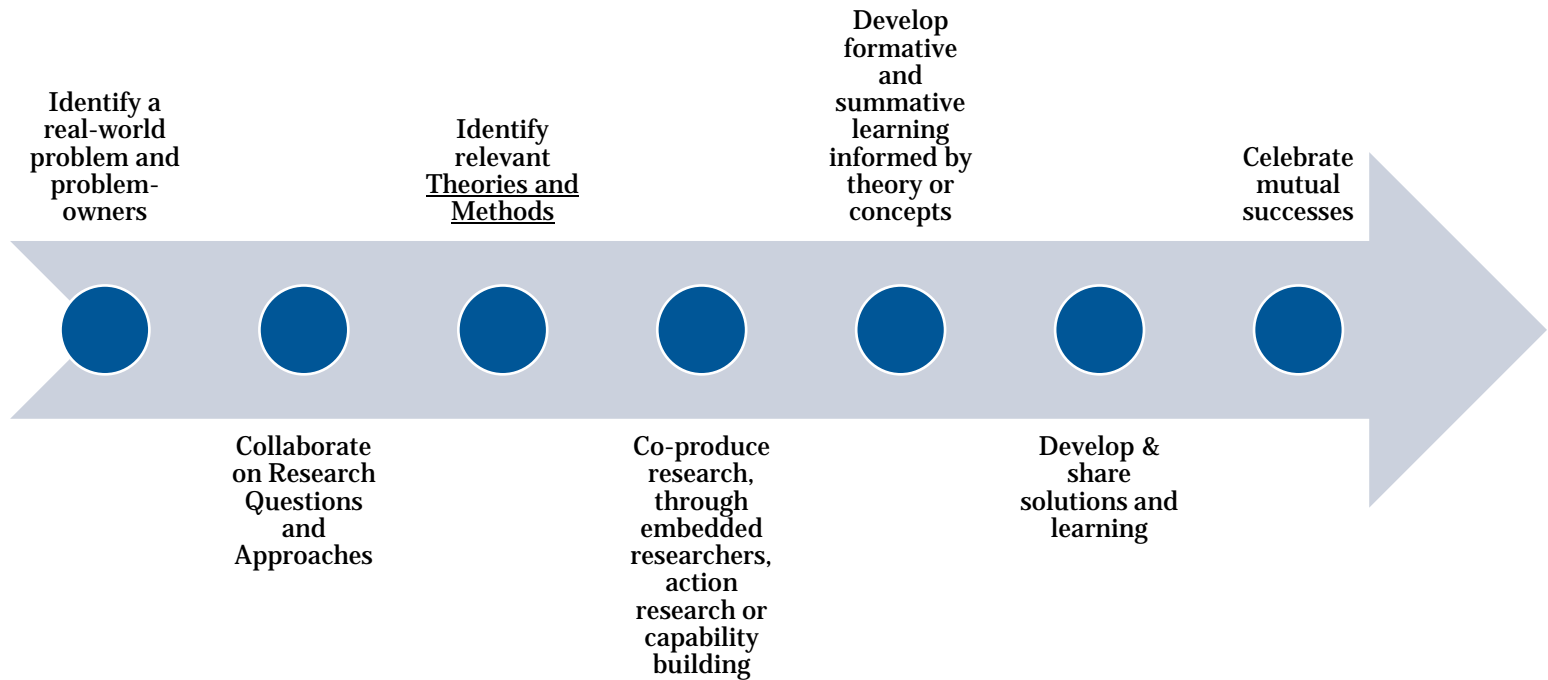 Identify a
real-world
problem and
problem-
owners
Collaborate
on Research
Questions
and
Approaches
Identify
relevant
Theories and
Methods
Co-produce
research,
through
embedded
researchers,
action
research or
capability
building
Develop
formative
and
summative
learning
informed by
theory or
concepts
Develop &
share
solutions and
learning
Celebrate
mutual
successes